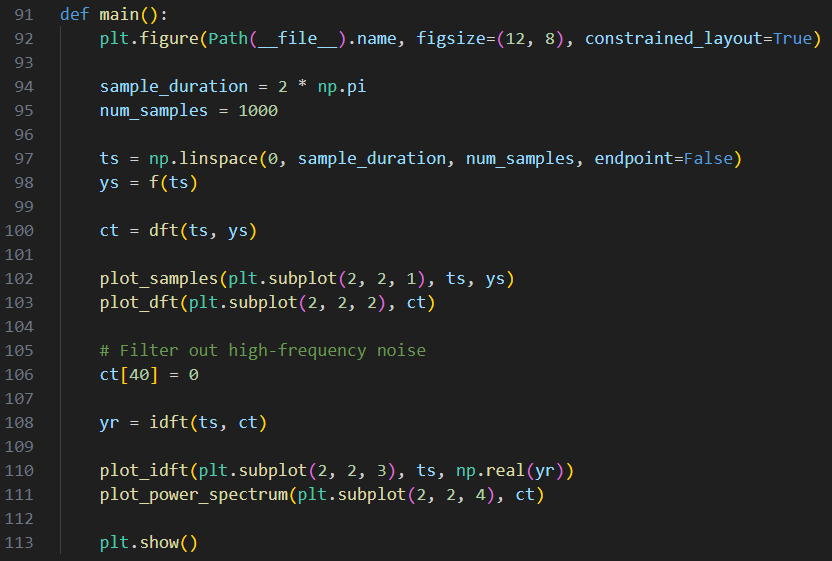 91 def main():
92     plt.figure(Path(__file__).name, figsize=(12, 8), constrained_layout=True)
93
94     sample_duration = 2 * np.pi
95     num_samples = 1000
96
97     ts = np.linspace(0, sample_duration, num_samples, endpoint=False)
98     ys = f(ts)
99
100     ct = dft(ts, ys)
101
102     plot_samples(plt.subplot(2, 2, 1), ts, ys)
103     plot_dft(plt.subplot(2, 2, 2), ct)
104
105     # Filter out high-frequency noise
106     ct[40] = 0
107
108     yr = idft(ts, ct)
109
110     plot_idft(plt.subplot(2, 2, 3), ts, np.real(yr))
111     plot_power_spectrum(plt.subplot(2, 2, 4), ct)
112
113     plt.show()